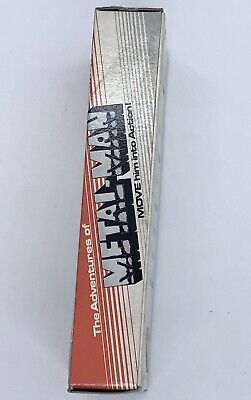 The Adventures of
METAL-MAN
MOVE him into Action!